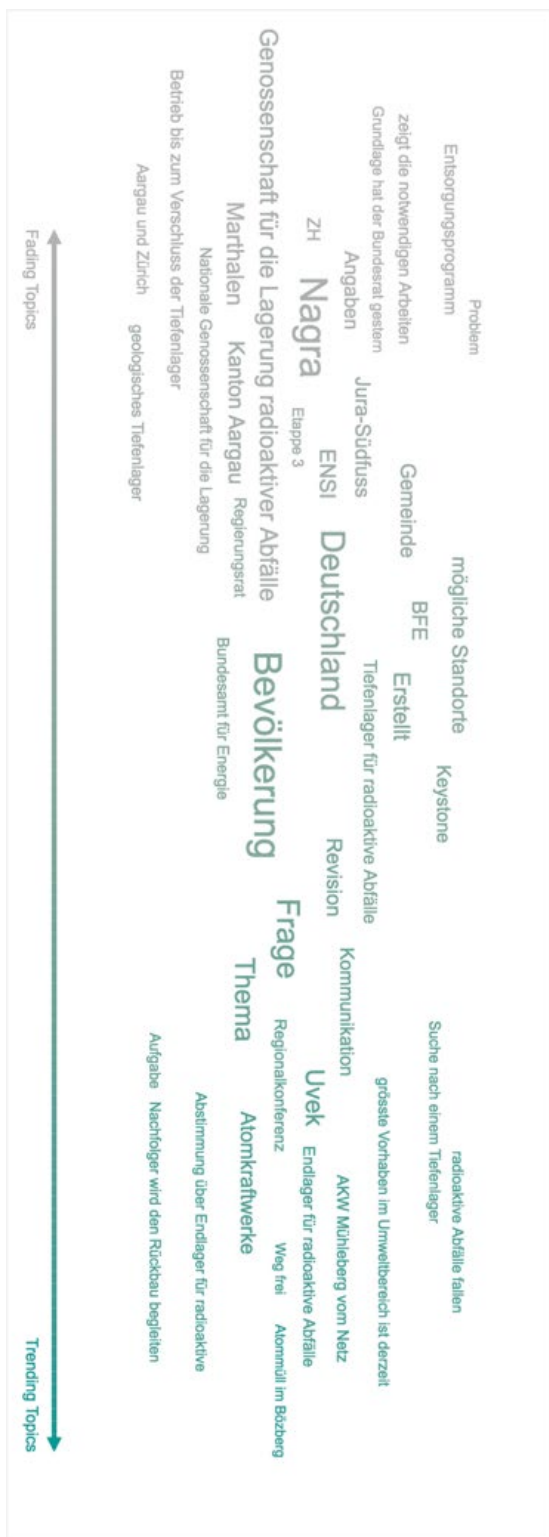 Problem
Entsorgungsprogramm
zeigt die notwendigen Arbeiten
Grundlage hat der Bundesrat gestern
Angaben
ZH
Nagra
Genossenschaft für die Lagerung radioaktiver Abfälle
Marthalen
Nationale Genossenschaft für die Lagerung
Betrieb bis zum Verschluss der Tiefenlager
Aargau und Zürich
geologisches Tiefenlager
Kanton Aargau
Regierungsrat
Etappe 3
ENSI
Jura-Südfuss
Gemeinde
mögliche Standorte
BFE
Erstellt
Deutschland
Tiefenlager für radioaktive Abfälle
Keystone
Bevölkerung
Bundesamt für Energie
Revision
Frage
Kommunikation
Thema
Regionalkonferenz
Uvek
Suche nach einem Tiefenlager
radioaktive Abfälle fallen
grösste Vorhaben im Umweltbereich ist derzeit
AKW Mühleberg vom Netz
Endlager für radioaktive Abfälle
Weg frei
Atommüll im Bözberg
Atomkraftwerke
Abstimmung über Endlager für radioaktive
Aufgabe
Nachfolger wird den Rückbau begleiten
Fading Topics
Trending Topics